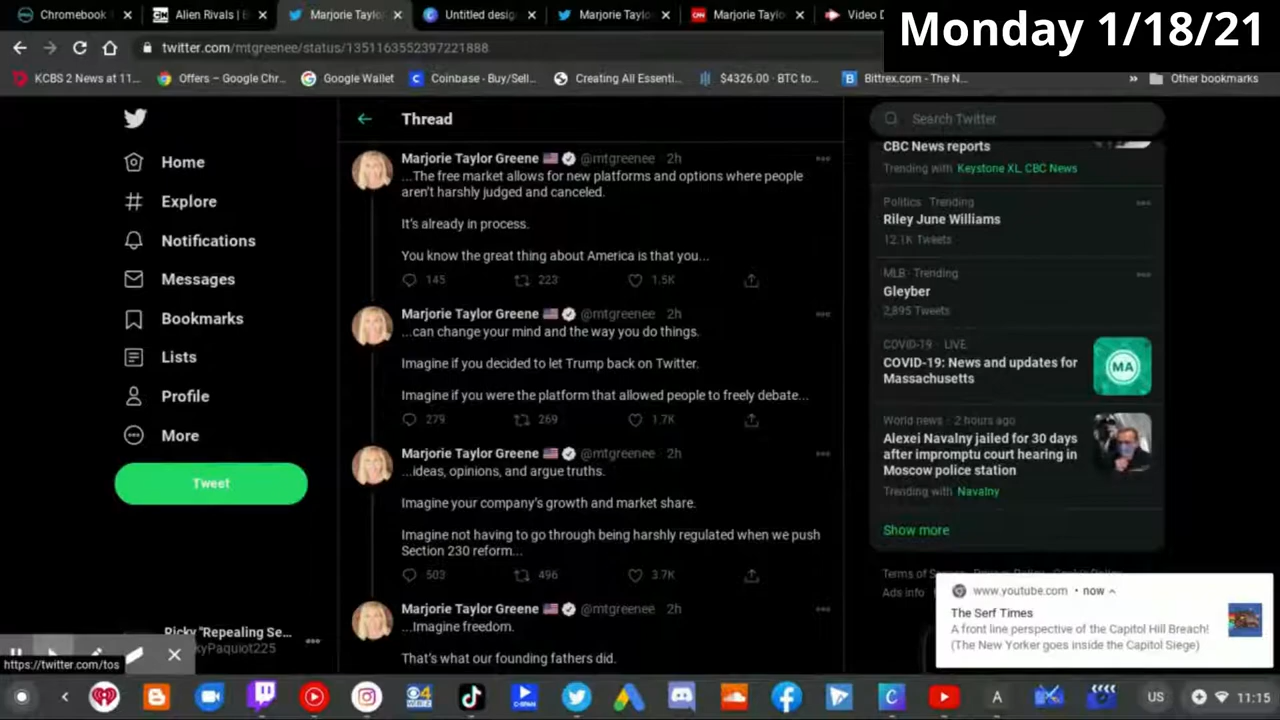 Monday 1/18/21
Chromebook
Alien Rivals | B
Marjorie Taylo
Untitled desig
Marjorie Taylo
Marjorie Taylo
Video D
twitter.com/mtgreenee/status/1351163552397221888
KCBS 2 News at 11...
Offers – Google Chr...
Google Wallet
Coinbase - Buy/Sell...
Creating All Essenti...
$4326.00 · BTC to...
Bittrex.com - The N...
»
Other bookmarks
Home
Explore
Notifications
Messages
Bookmarks
Lists
Profile
More
Tweet
Ricky "Repealing Se...
kyPaquiot225
https://twitter.com/tos
Thread
Marjorie Taylor Greene @mtgreenee · 2h
...The free market allows for new platforms and options where people
aren't harshly judged and canceled.
It's already in process.
You know the great thing about America is that you...
145 223 1.5K
Marjorie Taylor Greene @mtgreenee · 2h
...can change your mind and the way you do things.
Imagine if you decided to let Trump back on Twitter.
Imagine if you were the platform that allowed people to freely debate...
279 269 1.7K
Marjorie Taylor Greene @mtgreenee · 2h
...ideas, opinions, and argue truths.
Imagine your company's growth and market share.
Imagine not having to go through being harshly regulated when we push
Section 230 reform...
503 496 3.7K
Marjorie Taylor Greene @mtgreenee · 2h
...Imagine freedom.
That's what our founding fathers did.
Search Twitter
CBC News reports
Trending with Keystone XL, CBC News
Politics · Trending
Riley June Williams
12.1K Tweets
MLB · Trending
Gleyber
2,895 Tweets
COVID-19 · LIVE
COVID-19: News and updates for
Massachusetts
MA
World news · 2 hours ago
Alexei Navalny jailed for 30 days
after impromptu court hearing in
Moscow police station
Trending with Navalny
Show more
Terms of
Ads info
www.youtube.com • now
The Serf Times
A front line perspective of the Capitol Hill Breach!
(The New Yorker goes inside the Capitol Siege)
US
11:15